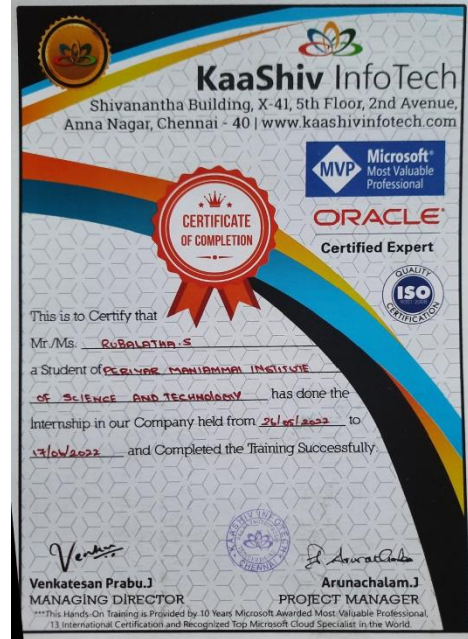 KaaShiv InfoTech
Shivanantha Building, X-41, 5th Floor, 2nd Avenue,
Anna Nagar, Chennai - 40 | www.kaashivinfotech.com
MVP
Microsoft®
Most Valuable
Professional
ORACLE®
Certified Expert
CERTIFICATE
OF COMPLETION
QUALITY
ISO
CERTIFICATION
This is to Certify that
Mr./Ms. RUBALATHA.S
a Student of PERIYAR MANIAMMAI INSTITUTE
OF SCIENCE AND TECHNOLOGY has done the
Internship in our Company held from 26/05/2022 to
17/06/2022 and Completed the Training Successfully.
KAASHIV INFOTECH
CHENNAI
Venkatesan Prabu.J
MANAGING DIRECTOR
Arunachalam.J
PROJECT MANAGER
***This Hands-On Training is Provided by 10 Years Microsoft Awarded Most Valuable Professional,
13 International Certification and Recognized Top Microsoft Cloud Specialist in the World.